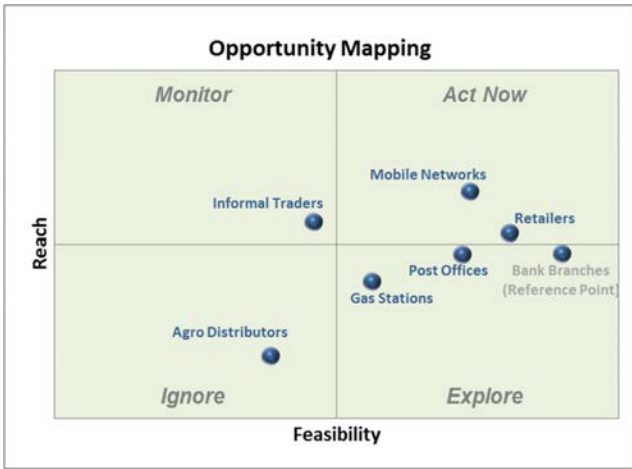 Opportunity Mapping
Monitor
Act Now
Mobile Networks
Informal Traders
Retailers
Reach
Post Offices
Bank Branches
(Reference Point)
Gas Stations
Agro Distributors
Ignore
Explore
Feasibility